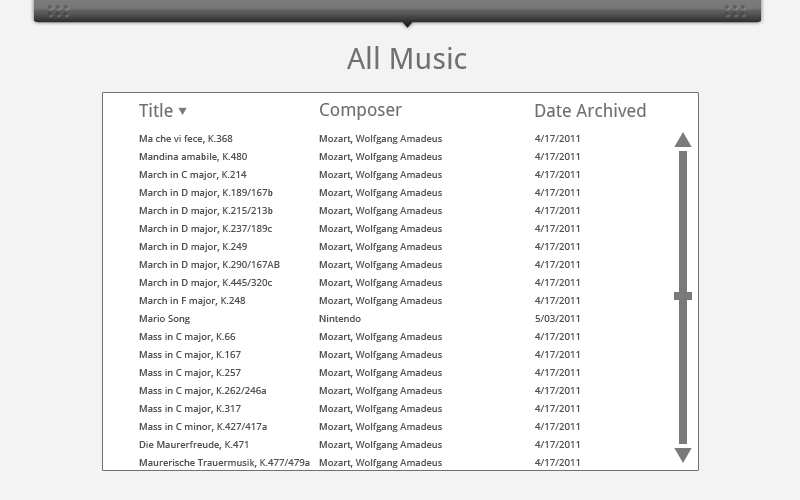 All Music
Title Composer Date Archived
Ma che vi fece, K.368 Mozart, Wolfgang Amadeus 4/17/2011
Mandina amabile, K.480 Mozart, Wolfgang Amadeus 4/17/2011
March in C major, K.214 Mozart, Wolfgang Amadeus 4/17/2011
March in D major, K.189/167b Mozart, Wolfgang Amadeus 4/17/2011
March in D major, K.215/213b Mozart, Wolfgang Amadeus 4/17/2011
March in D major, K.237/189c Mozart, Wolfgang Amadeus 4/17/2011
March in D major, K.249 Mozart, Wolfgang Amadeus 4/17/2011
March in D major, K.290/167AB Mozart, Wolfgang Amadeus 4/17/2011
March in D major, K.445/320c Mozart, Wolfgang Amadeus 4/17/2011
March in F major, K.248 Mozart, Wolfgang Amadeus 4/17/2011
Mario Song Nintendo 5/03/2011
Mass in C major, K.66 Mozart, Wolfgang Amadeus 4/17/2011
Mass in C major, K.167 Mozart, Wolfgang Amadeus 4/17/2011
Mass in C major, K.257 Mozart, Wolfgang Amadeus 4/17/2011
Mass in C major, K.262/246a Mozart, Wolfgang Amadeus 4/17/2011
Mass in C major, K.317 Mozart, Wolfgang Amadeus 4/17/2011
Mass in C minor, K.427/417a Mozart, Wolfgang Amadeus 4/17/2011
Die Maurerfreude, K.471 Mozart, Wolfgang Amadeus 4/17/2011
Maurerische Trauermusik, K.477/479a Mozart, Wolfgang Amadeus 4/17/2011